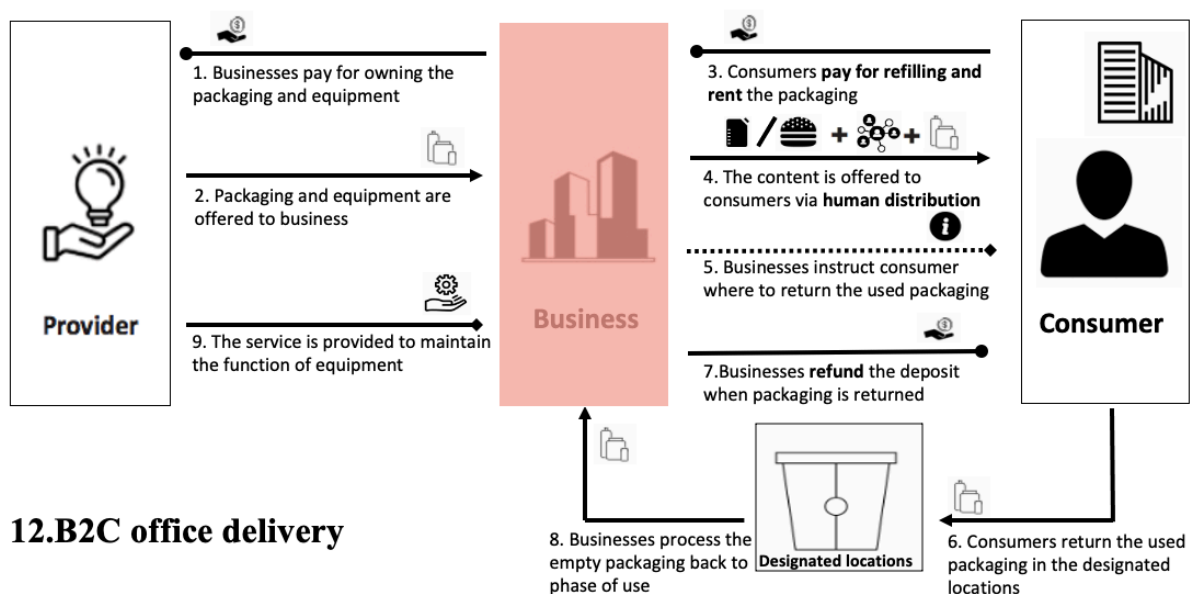 1. Businesses pay for owning the
packaging and equipment
2. Packaging and equipment are
offered to business
9. The service is provided to maintain
the function of equipment
Provider
Business
3. Consumers pay for refilling and
rent the packaging
4. The content is offered to
consumers via human distribution
5. Businesses instruct consumer
where to return the used packaging
7.Businesses refund the deposit
when packaging is returned
Consumer
12.B2C office delivery
8. Businesses process the
empty packaging back to
phase of use
Designated locations
6. Consumers return the used
packaging in the designated
locations